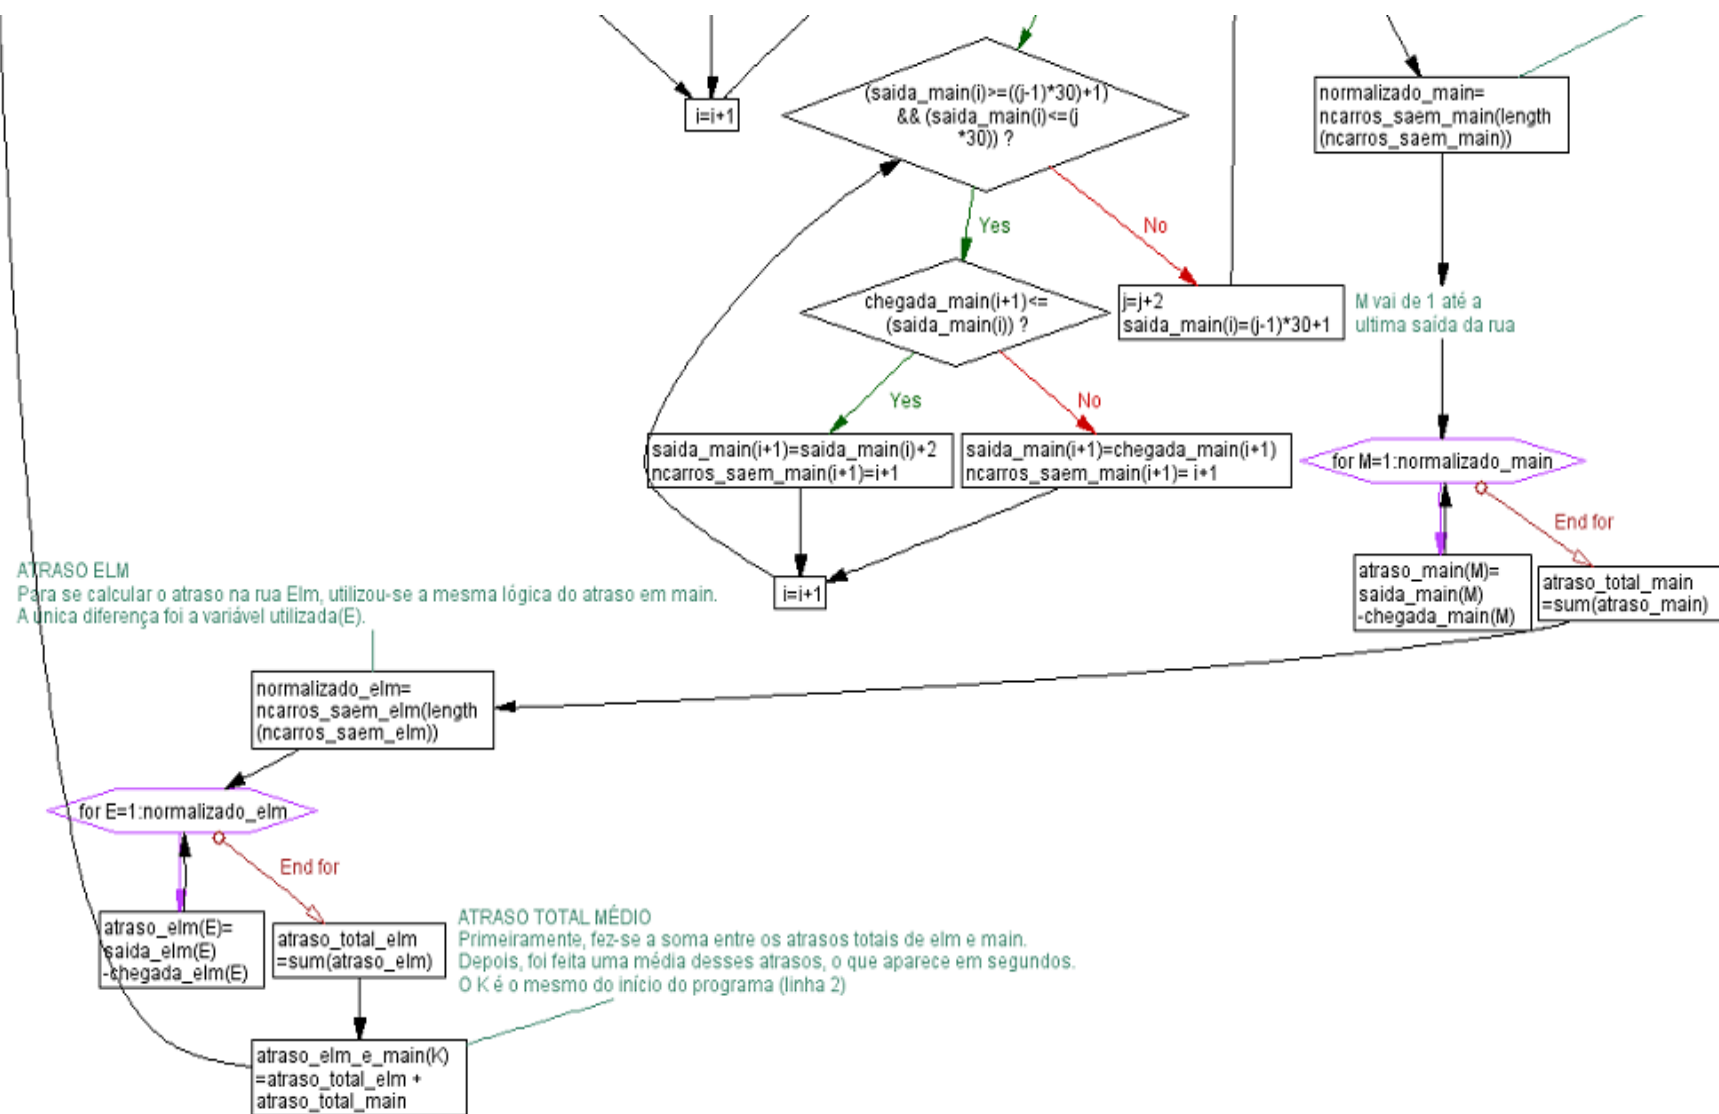 i=i+1
(saida_main(i)>=((j-1)*30)+1)
&& (saida_main(i)<=(j
*30)) ?
normalizado_main=
ncarros_saem_main(length
(ncarros_saem_main))
Yes
No
chegada_main(i+1)<=
(saida_main(i)) ?
j=j+2
saida_main(i)=(j-1)*30+1
M vai de 1 até a
ultima saída da rua
Yes
No
saida_main(i+1)=saida_main(i)+2
ncarros_saem_main(i+1)=i+1
saida_main(i+1)=chegada_main(i+1)
ncarros_saem_main(i+1)= i+1
for M=1:normalizado_main
End for
i=i+1
atraso_main(M)=
saida_main(M)
-chegada_main(M)
atraso_total_main
=sum(atraso_main)
ATRASO ELM
Para se calcular o atraso na rua Elm, utilizou-se a mesma lógica do atraso em main.
A única diferença foi a variável utilizada(E).
normalizado_elm=
ncarros_saem_elm(length
(ncarros_saem_elm))
for E=1:normalizado_elm
End for
atraso_elm(E)=
saida_elm(E)
-chegada_elm(E)
atraso_total_elm
=sum(atraso_elm)
ATRASO TOTAL MÉDIO
Primeiramente, fez-se a soma entre os atrasos totais de elm e main.
Depois, foi feita uma média desses atrasos, o que aparece em segundos.
O K é o mesmo do início do programa (linha 2)
atraso_elm_e_main(K)
=atraso_total_elm +
atraso_total_main